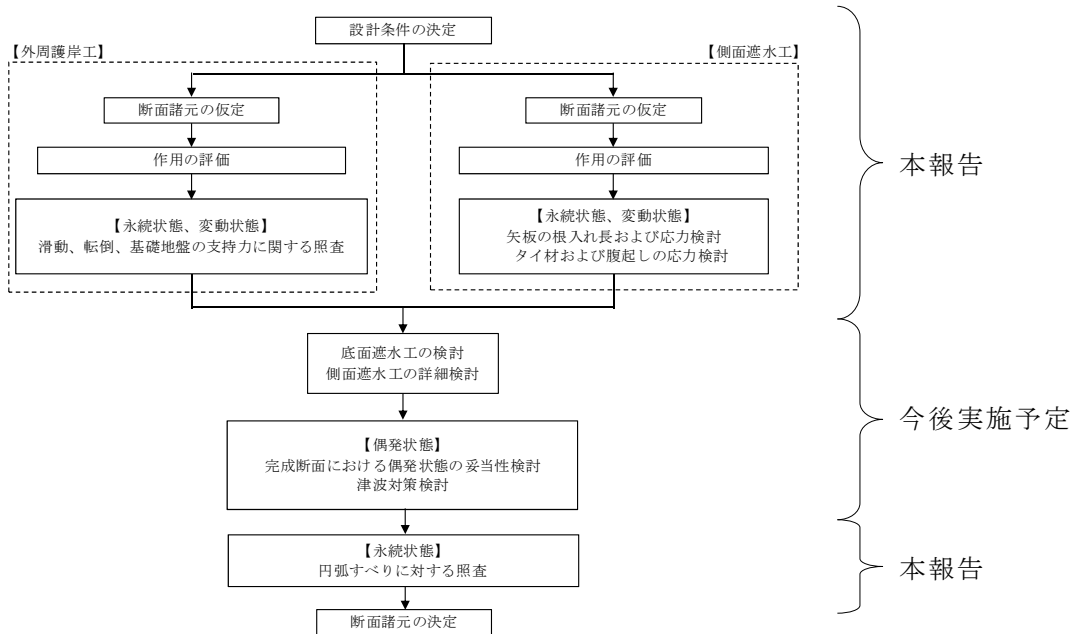 設計条件の決定
【外周護岸工】
【側面遮水工】
断面諸元の仮定
断面諸元の仮定
作用の評価
作用の評価
【永続状態、変動状態】
滑動、転倒、基礎地盤の支持力に関する照査
【永続状態、変動状態】
矢板の根入れ長および応力検討
タイ材および腹起しの応力検討
本報告
底面遮水工の検討
側面遮水工の詳細検討
【偶発状態】
完成断面における偶発状態の妥当性検討
津波対策検討
今後実施予定
【永続状態】
円弧すべりに対する照査
本報告
断面諸元の決定